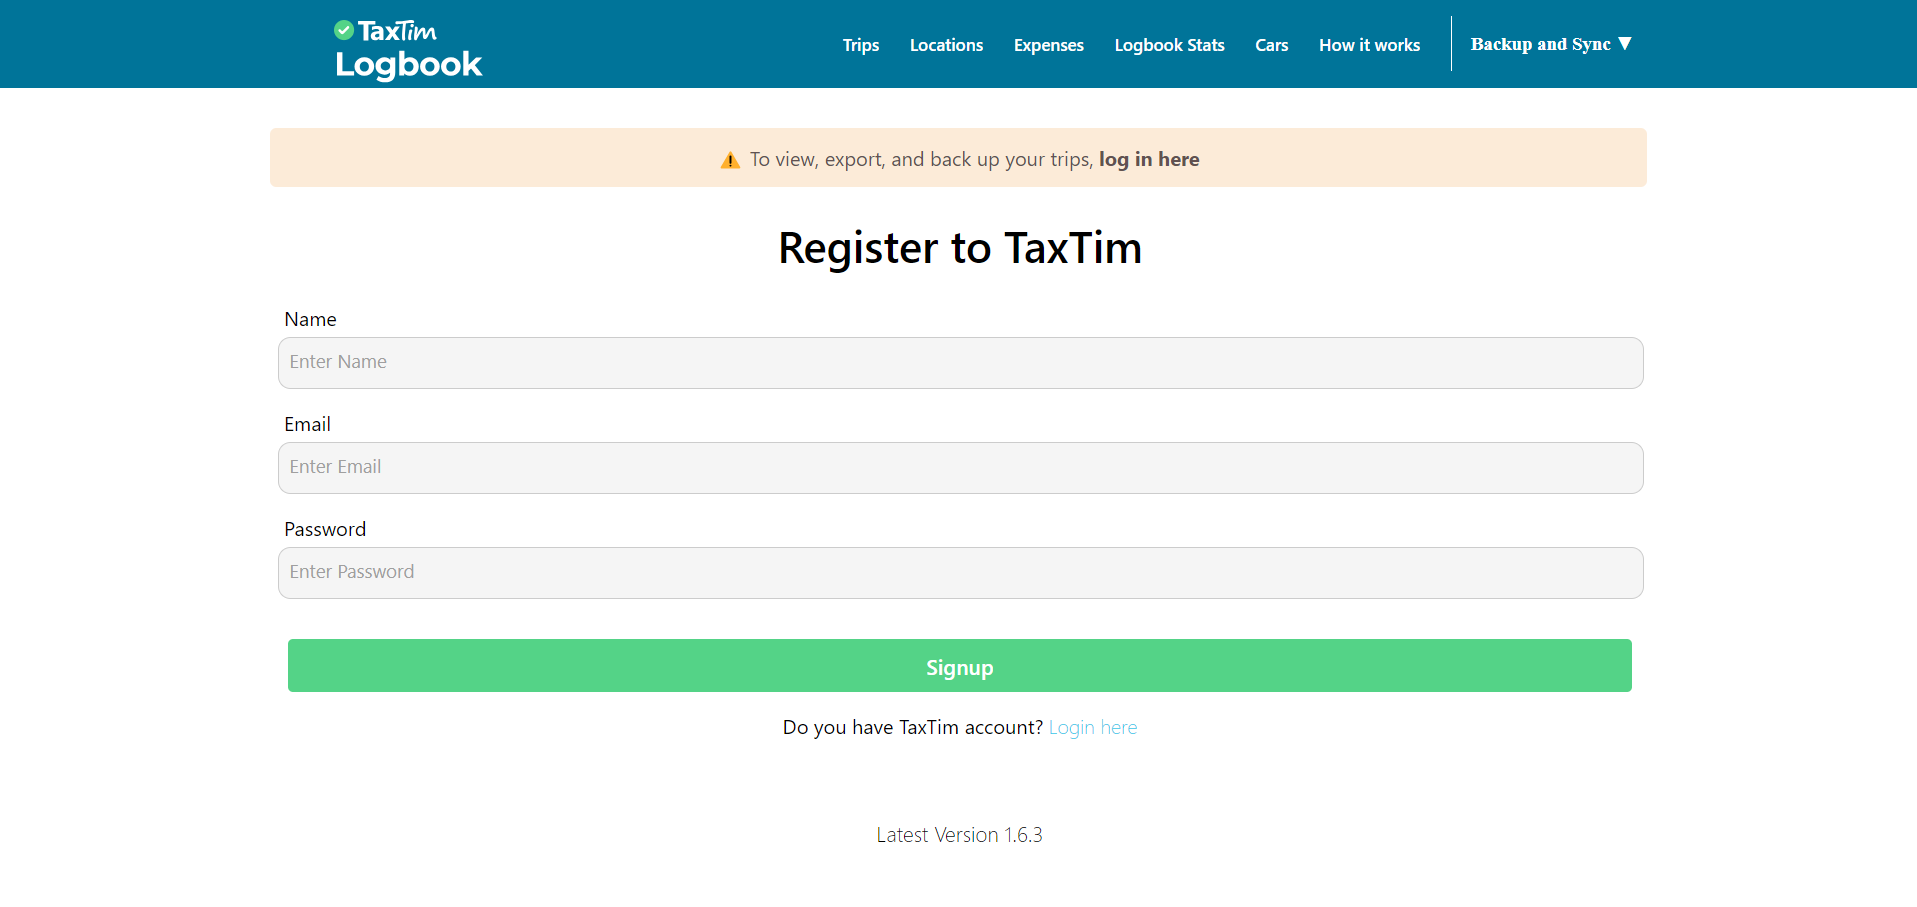 TaxTim
Logbook
Trips Locations Expenses Logbook Stats Cars How it works Backup and Sync ▼
⚠ To view, export, and back up your trips, log in here
Register to TaxTim
Name
Enter Name
Email
Enter Email
Password
Enter Password
Signup
Do you have TaxTim account? Login here
Latest Version 1.6.3